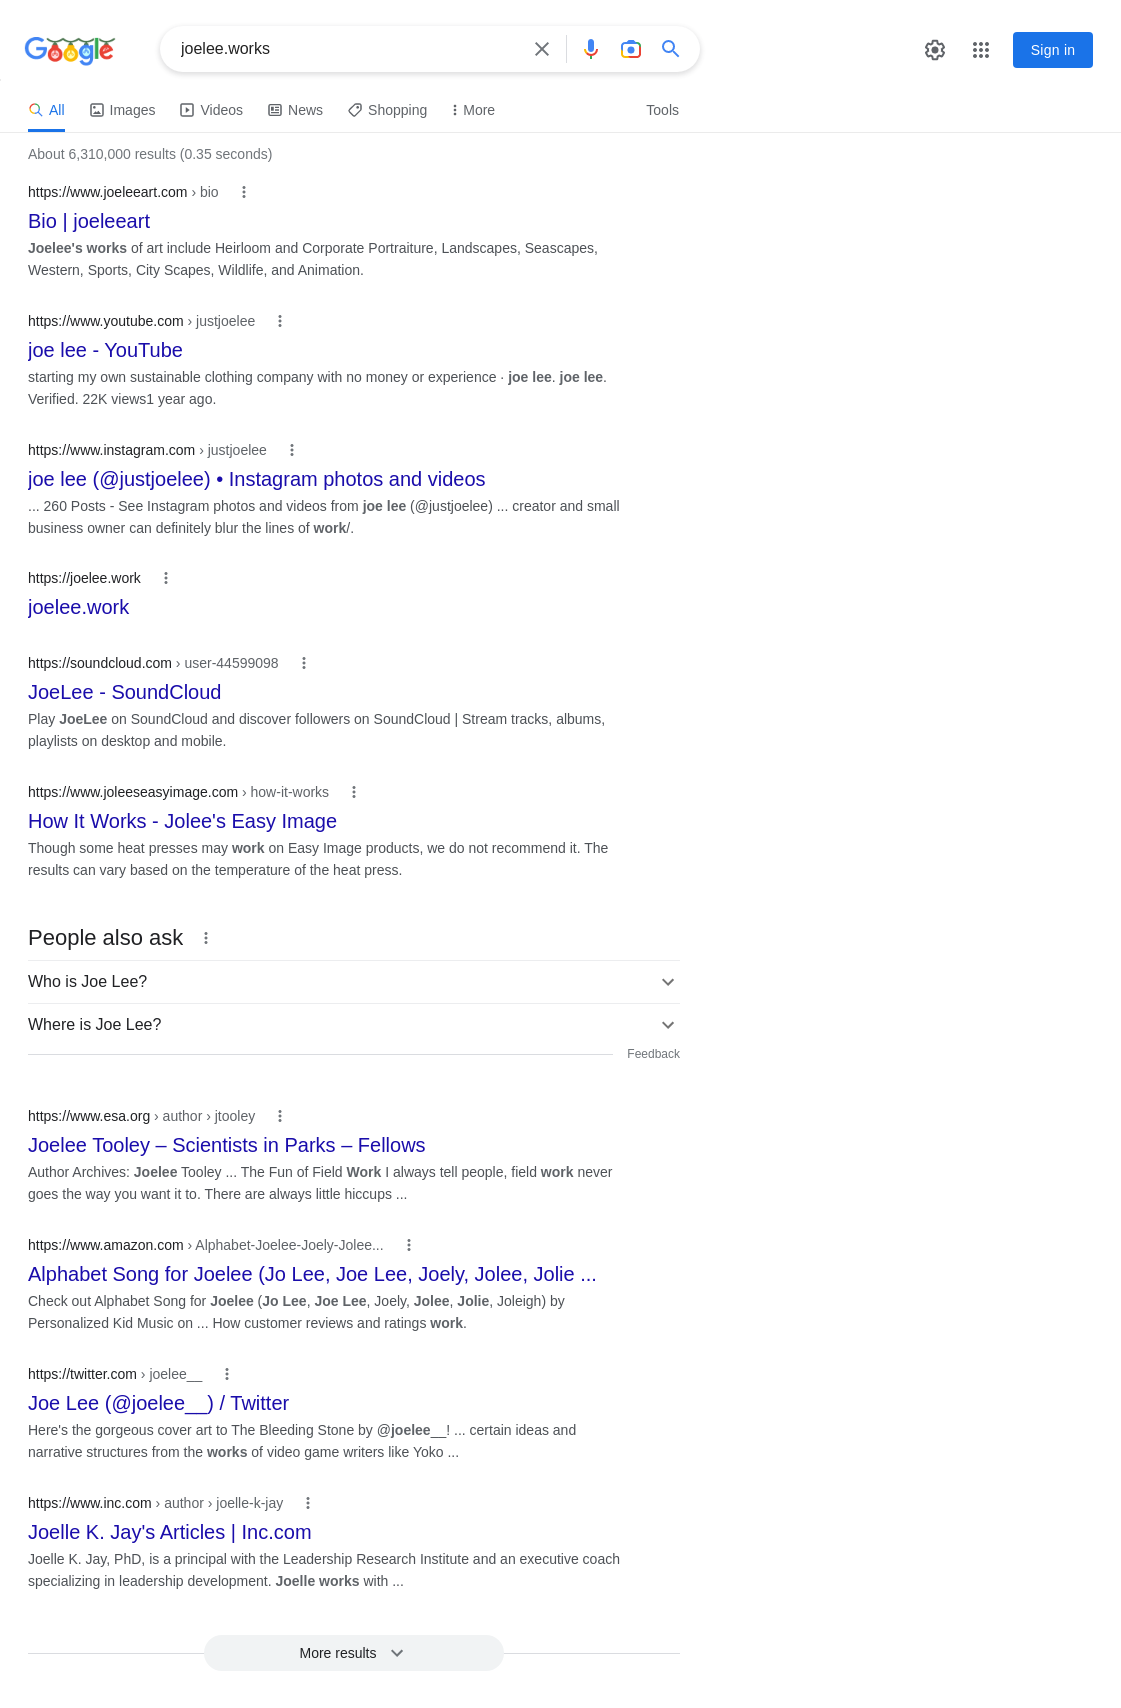 Google
joelee.works
Sign in
All Images Videos News Shopping More Tools
About 6,310,000 results (0.35 seconds)
https://www.joeleeart.com › bio
Bio | joeleeart
Joelee's works of art include Heirloom and Corporate Portraiture, Landscapes, Seascapes,
Western, Sports, City Scapes, Wildlife, and Animation.
https://www.youtube.com › justjoelee
joe lee - YouTube
starting my own sustainable clothing company with no money or experience · joe lee. joe lee.
Verified. 22K views1 year ago.
https://www.instagram.com › justjoelee
joe lee (@justjoelee) • Instagram photos and videos
... 260 Posts - See Instagram photos and videos from joe lee (@justjoelee) ... creator and small
business owner can definitely blur the lines of work/.
https://joelee.work
joelee.work
https://soundcloud.com › user-44599098
JoeLee - SoundCloud
Play JoeLee on SoundCloud and discover followers on SoundCloud | Stream tracks, albums,
playlists on desktop and mobile.
https://www.joleeseasyimage.com › how-it-works
How It Works - Jolee's Easy Image
Though some heat presses may work on Easy Image products, we do not recommend it. The
results can vary based on the temperature of the heat press.
People also ask
Who is Joe Lee?
Where is Joe Lee?
Feedback
https://www.esa.org › author › jtooley
Joelee Tooley – Scientists in Parks – Fellows
Author Archives: Joelee Tooley ... The Fun of Field Work I always tell people, field work never
goes the way you want it to. There are always little hiccups ...
https://www.amazon.com › Alphabet-Joelee-Joely-Jolee...
Alphabet Song for Joelee (Jo Lee, Joe Lee, Joely, Jolee, Jolie ...
Check out Alphabet Song for Joelee (Jo Lee, Joe Lee, Joely, Jolee, Jolie, Joleigh) by
Personalized Kid Music on ... How customer reviews and ratings work.
https://twitter.com › joelee__
Joe Lee (@joelee__) / Twitter
Here's the gorgeous cover art to The Bleeding Stone by @joelee__! ... certain ideas and
narrative structures from the works of video game writers like Yoko ...
https://www.inc.com › author › joelle-k-jay
Joelle K. Jay's Articles | Inc.com
Joelle K. Jay, PhD, is a principal with the Leadership Research Institute and an executive coach
specializing in leadership development. Joelle works with ...
More results